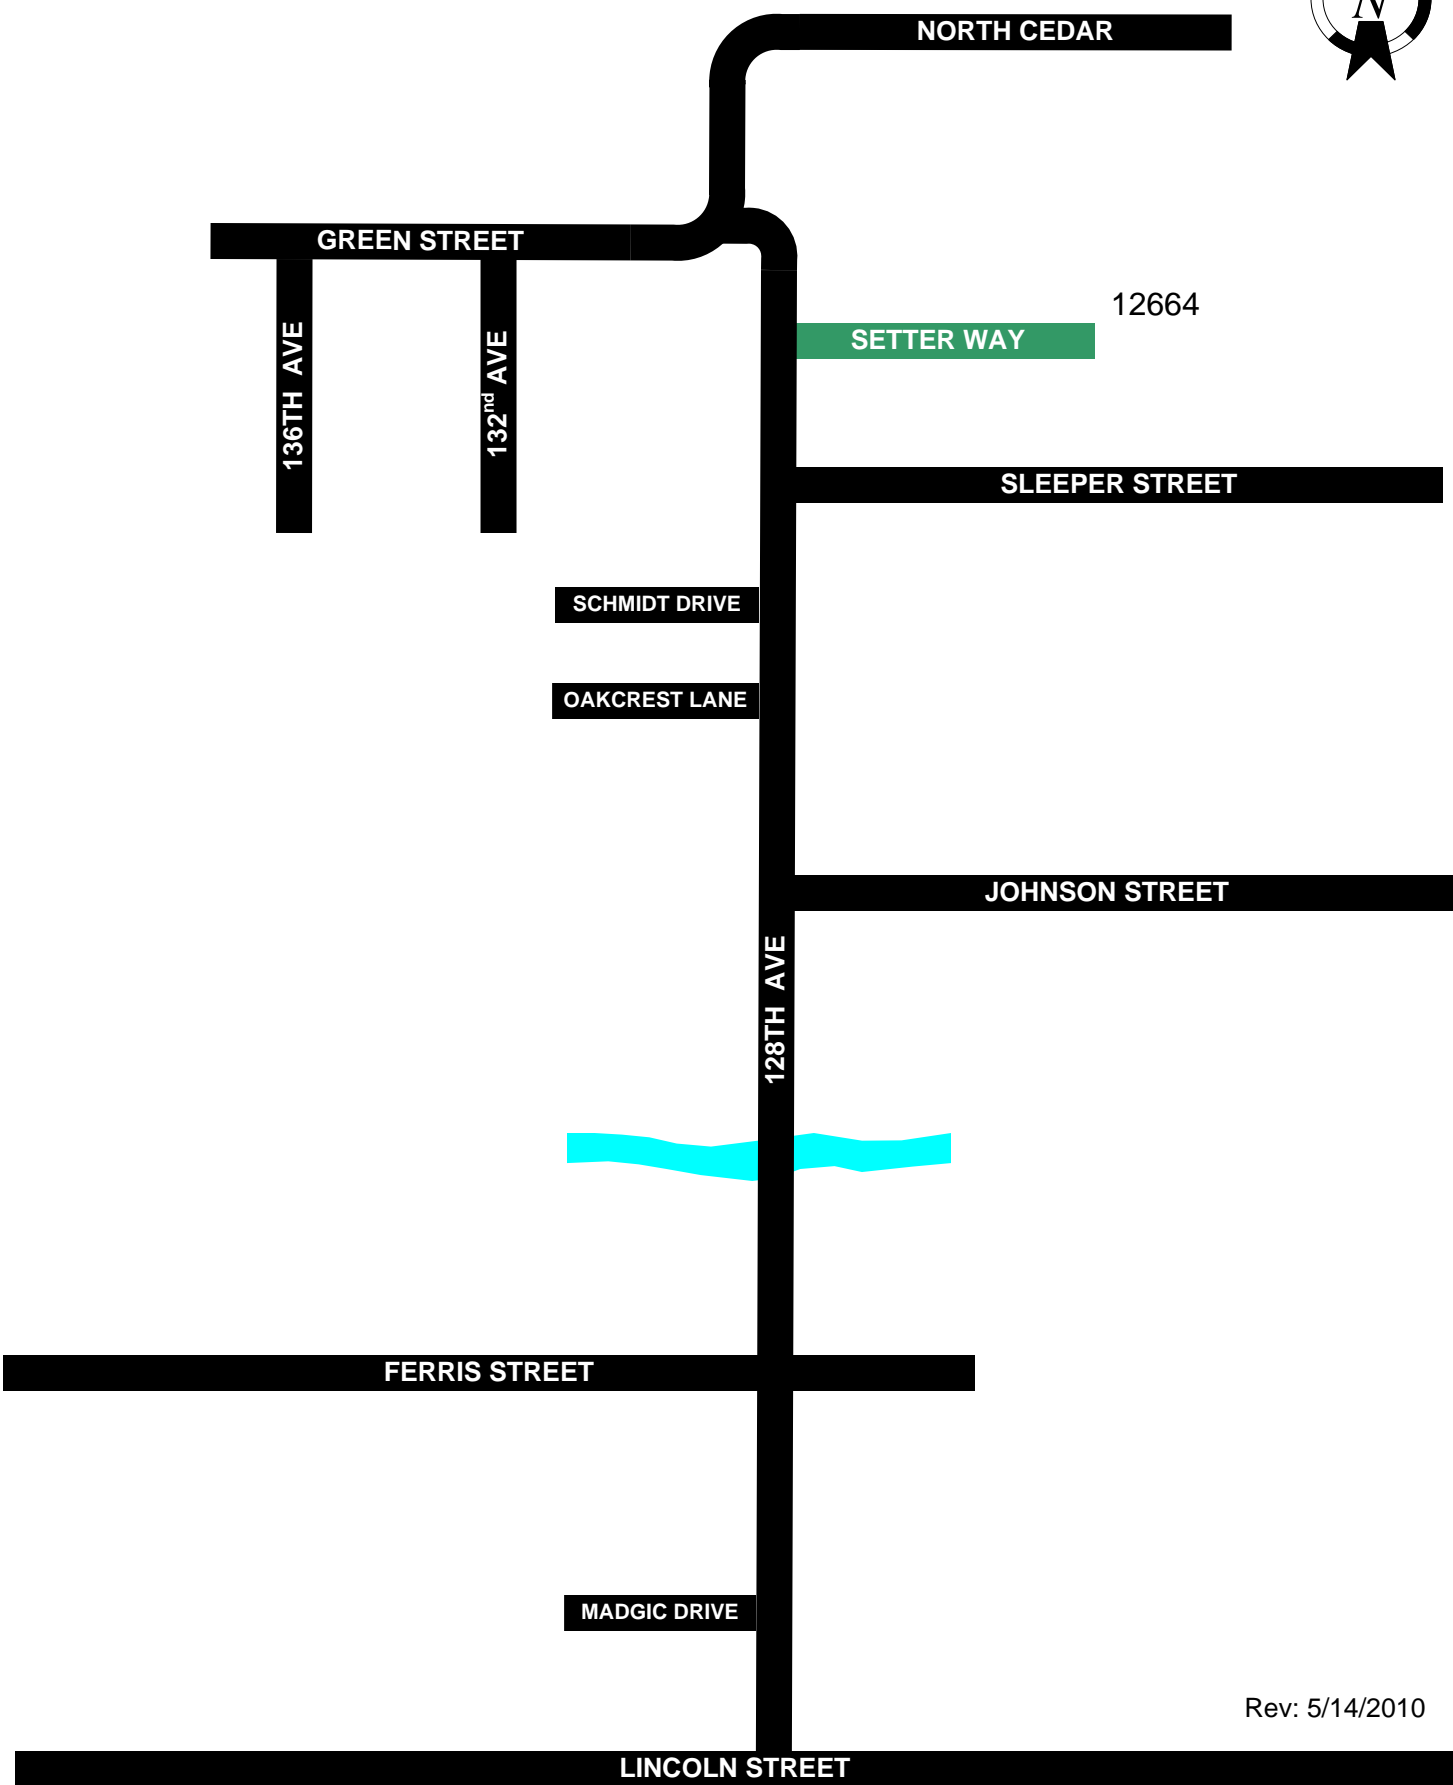 NORTH CEDAR
N
GREEN STREET
12664
SETTER WAY
136TH AVE
132nd AVE
SLEEPER STREET
SCHMIDT DRIVE
OAKCREST LANE
JOHNSON STREET
128TH AVE
FERRIS STREET
MADGIC DRIVE
Rev: 5/14/2010
LINCOLN STREET